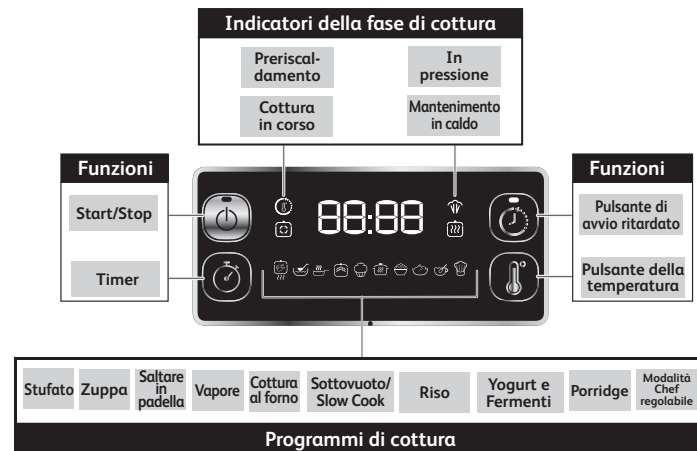 Indicatori della fase di cottura
Preriscal-
damento
In
pressione
Cottura
in corso
Mantenimento
in caldo
Funzioni
Start/Stop
Timer
88:88
Funzioni
Pulsante di
avvio ritardato
Pulsante della
temperatura
Stufato
Zuppa
Saltare
in
padella
Vapore
Cottura
al forno
Sottovuoto/
Slow Cook
Riso
Yogurt e
Fermenti
Porridge
Modalità
Chef
regolabile
Programmi di cottura